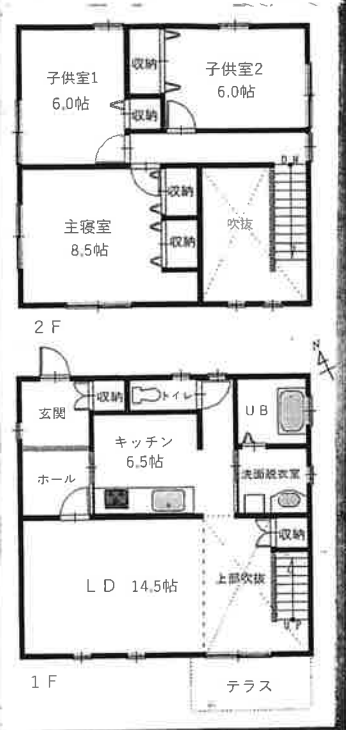 収納
子供室1
6.0帖
子供室2
6.0帖
収納
DN
収納
主寝室
8.5帖
吹抜
収納
2F
N
玄関
収納
トイレ
UB
キッチン
6.5帖
ホール
洗面脱衣室
収納
LD 14.5帖
上部吹抜
UP
1F
テラス